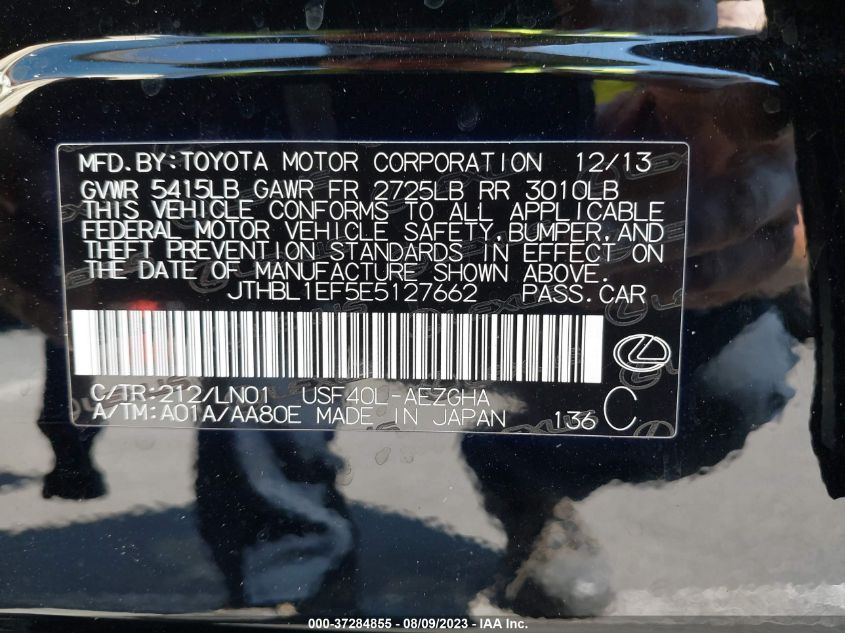 MFD.BY:TOYOTA MOTOR CORPORATION 12/13
GVWR 5415LB GAWR FR 2725LB RR 3010LB
THIS VEHICLE CONFORMS TO ALL APPLICABLE
FEDERAL MOTOR VEHICLE SAFETY,BUMPER,AND
THEFT PREVENTION STANDARDS IN EFFECT ON
THE DATE OF MANUFACTURE SHOWN ABOVE.
JTHBL1EF5E5127662 PASS.CAR
C/TR:212/LN01 USF40L-AEZGHA
A/TM:A01A/AA80E MADE IN JAPAN 136 C
000-37284855 - 08/09/2023 - IAA Inc.